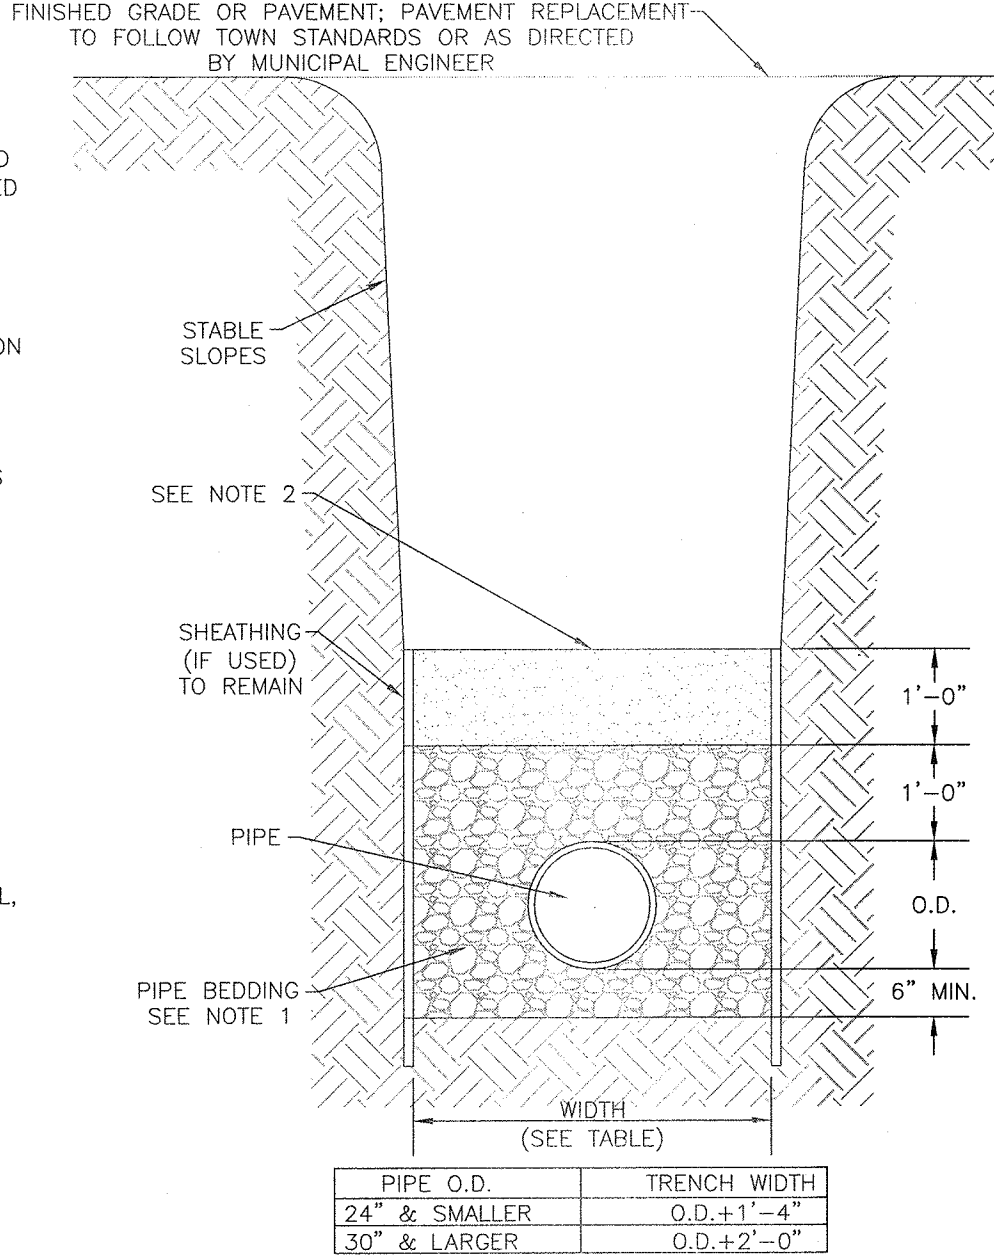 FINISHED GRADE OR PAVEMENT; PAVEMENT REPLACEMENT
TO FOLLOW TOWN STANDARDS OR AS DIRECTED
BY MUNICIPAL ENGINEER
STABLE
SLOPES
SEE NOTE 2
SHEATHING
(IF USED)
TO REMAIN
1'-0"
1'-0"
PIPE
O.D.
PIPE BEDDING
SEE NOTE 1
6" MIN.
WIDTH
(SEE TABLE)
PIPE O.D. TRENCH WIDTH
24" & SMALLER O.D.+1'-4"
30" & LARGER O.D.+2'-0"